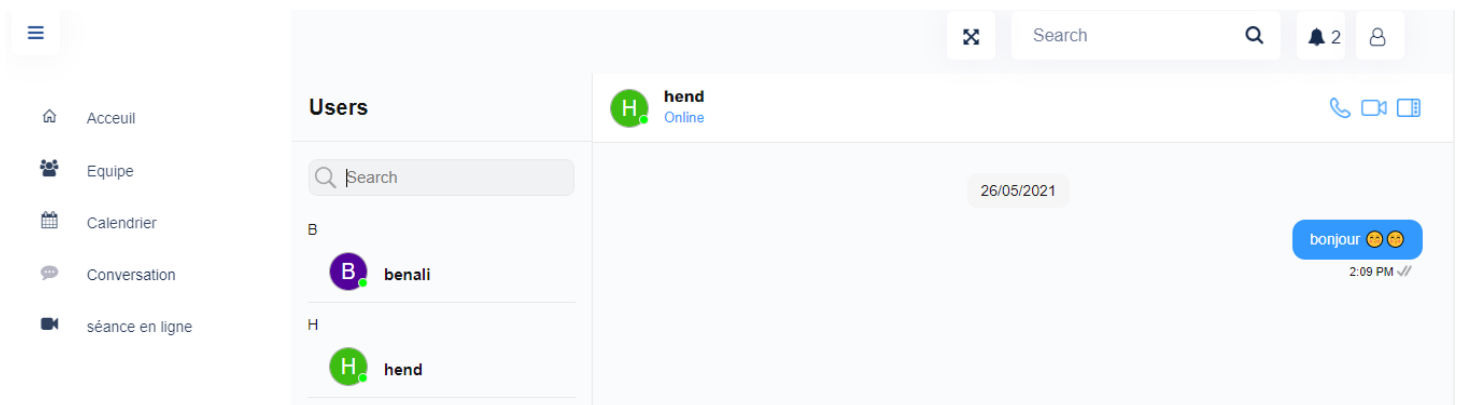 Search
2
Acceuil
Equipe
Calendrier
Conversation
séance en ligne
Users
Search
B
B benali
H
H hend
H hend
Online
26/05/2021
bonjour 😁😁
2:09 PM